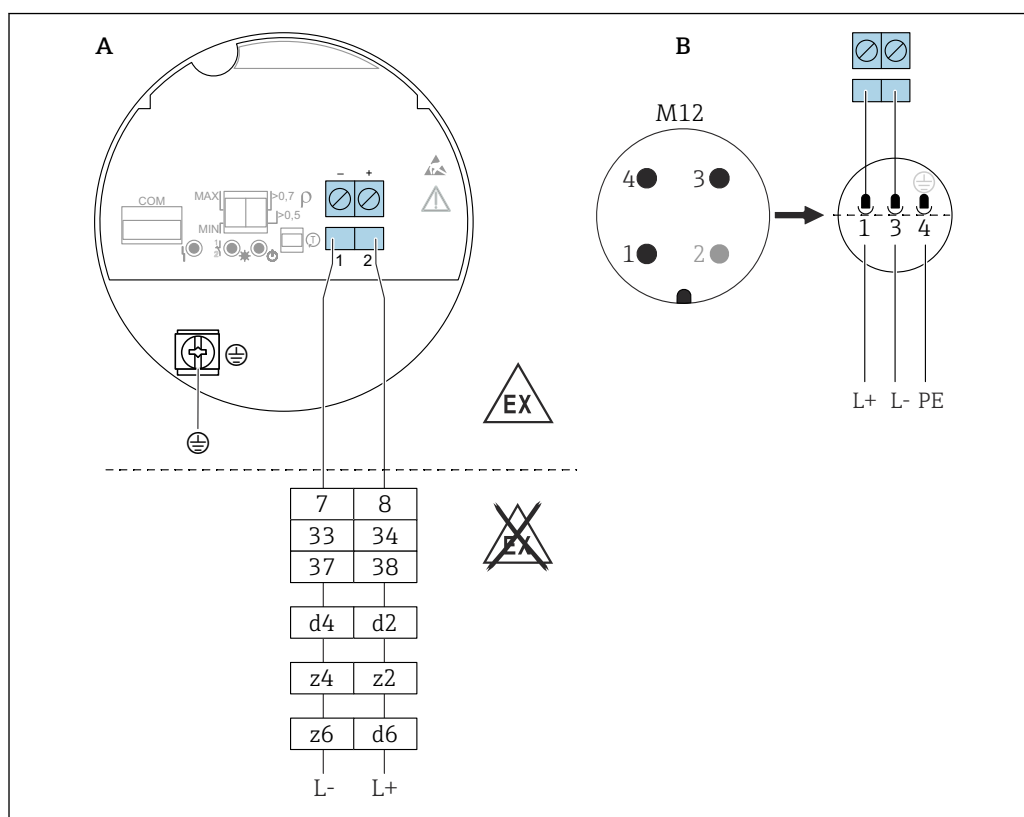 A
B
M12
4
3
1
2
1 3 4
L+ L- PE
– +
COM
MAX
>0,7 ρ
>0,5
MIN
1 2
EX
7 8
33 34
37 38
EX
d4 d2
z4 z2
z6 d6
L- L+